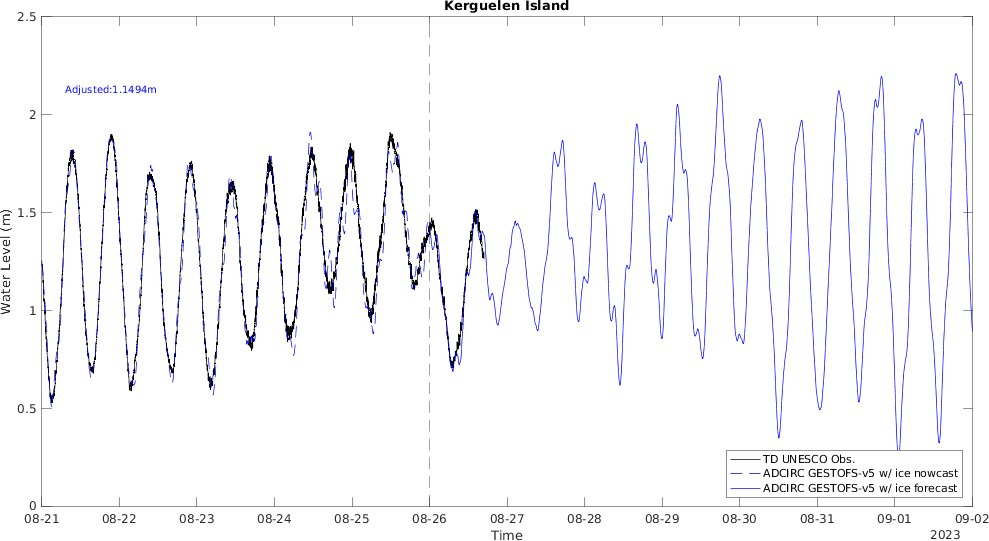 Kerguelen Island
2.5
Adjusted:1.1494m
2
1.5
Water Level (m)
1
0.5
TD UNESCO Obs.
ADCIRC GESTOFS-v5 w/ ice nowcast
ADCIRC GESTOFS-v5 w/ ice forecast
0
08-21 08-22 08-23 08-24 08-25 08-26 08-27 08-28 08-29 08-30 08-31 09-01 09-02
Time
2023